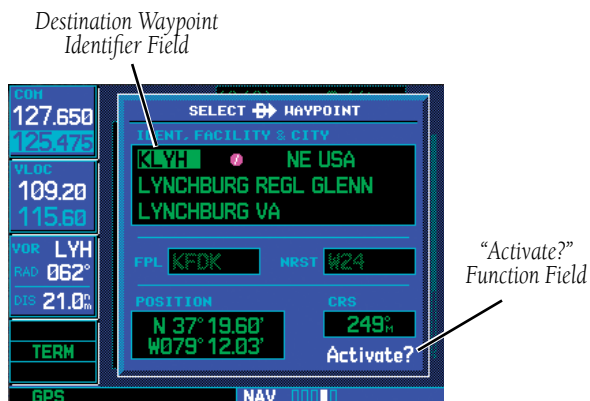 Destination Waypoint
Identifier Field
COM
127.650
125.475
VLOC
109.20
115.60
VOR LYH
RAD 062°
DIS 21.0nm
TERM
GPS
SELECT D WAYPOINT
IDENT, FACILITY & CITY
KLYH NE USA
LYNCHBURG REGL GLENN
LYNCHBURG VA
FPL KFDK NRST W24
POSITION CRS
N 37°19.60' 249°M
W079°12.03'
Activate?
NAV
"Activate?"
Function Field